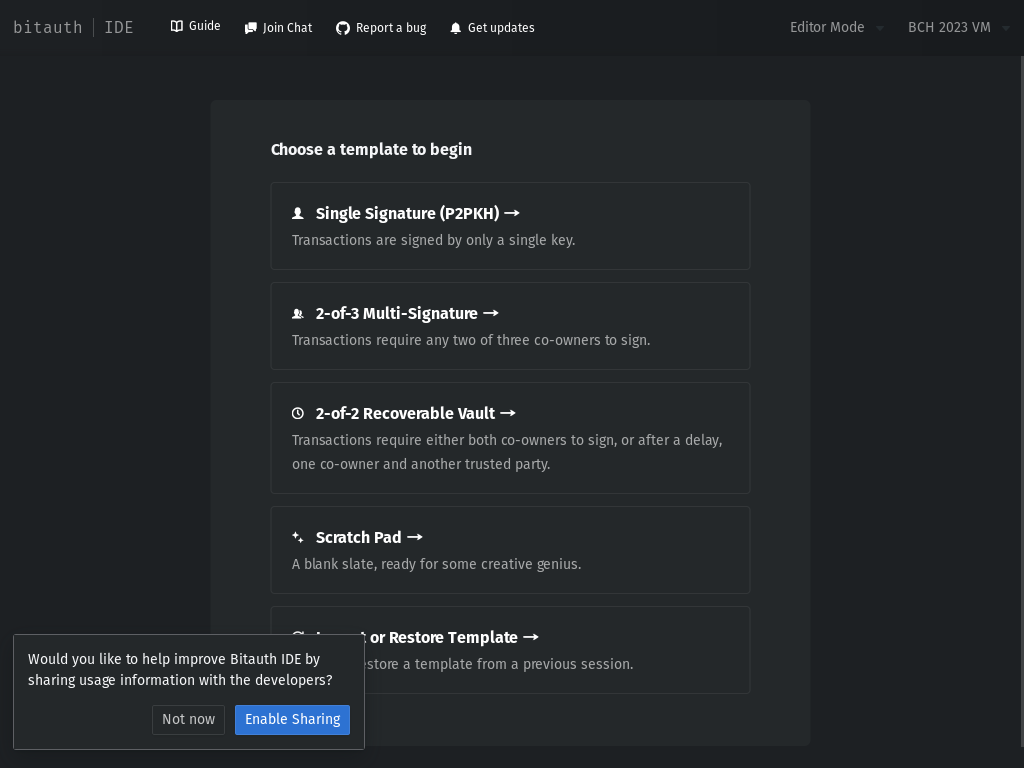 bitauth IDE
Guide
Join Chat
Report a bug
Get updates
Editor Mode
BCH 2023 VM
Choose a template to begin
Single Signature (P2PKH) →
Transactions are signed by only a single key.
2-of-3 Multi-Signature →
Transactions require any two of three co-owners to sign.
2-of-2 Recoverable Vault →
Transactions require either both co-owners to sign, or after a delay,
one co-owner and another trusted party.
Scratch Pad →
A blank slate, ready for some creative genius.
or Restore Template →
a template from a previous session.
Would you like to help improve Bitauth IDE by
sharing usage information with the developers?
Not now
Enable Sharing